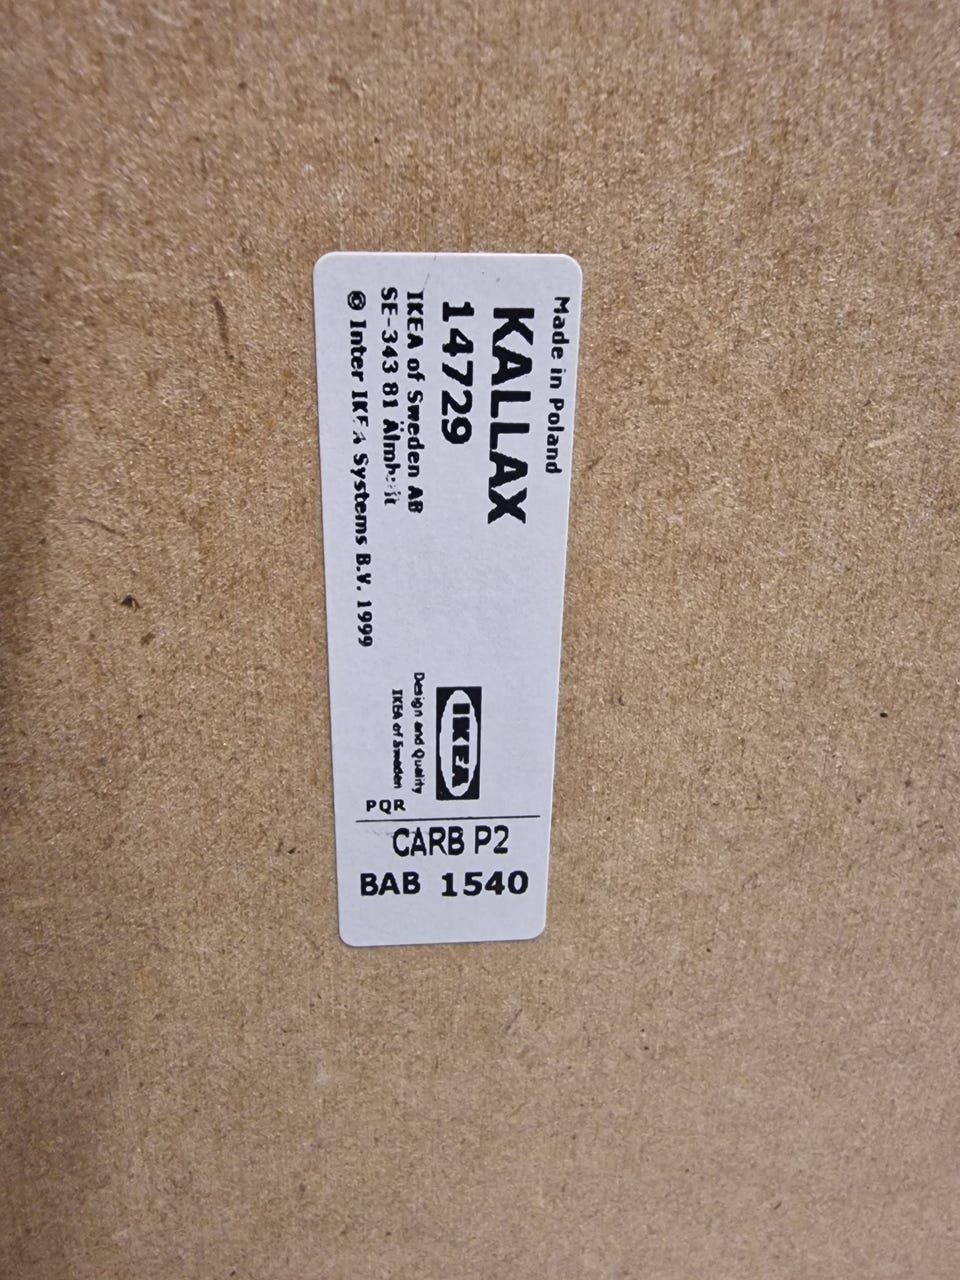 Made in Poland
KALLAX
14729
IKEA of Sweden AB
SE-343 81
© Inter IKEA Systems B.V. 1999
IKEA
Design and Quality
IKEA of Sweden
PQR
CARB P2
BAB 1540